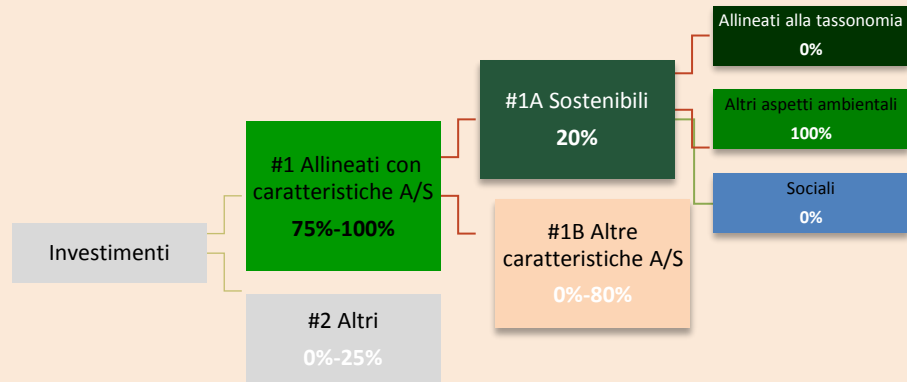 Investimenti
#1 Allineati con
caratteristiche A/S
75%-100%
#2 Altri
0%-25%
#1A Sostenibili
20%
#1B Altre
caratteristiche A/S
0%-80%
Allineati alla tassonomia
0%
Altri aspetti ambientali
100%
Sociali
0%